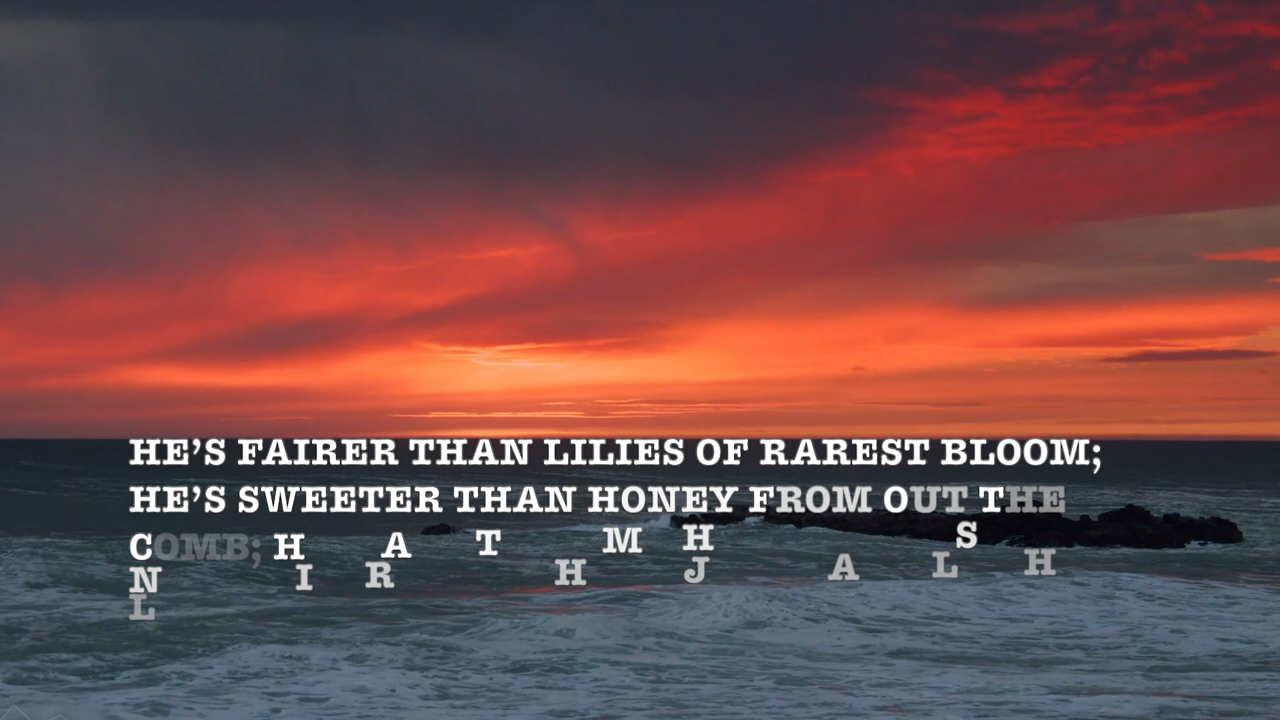 HE'S FAIRER THAN LILIES OF RAREST BLOOM;
HE'S SWEETER THAN HONEY FROM OUT THE
COMB; H A T M H S
N I R H J A L H
L